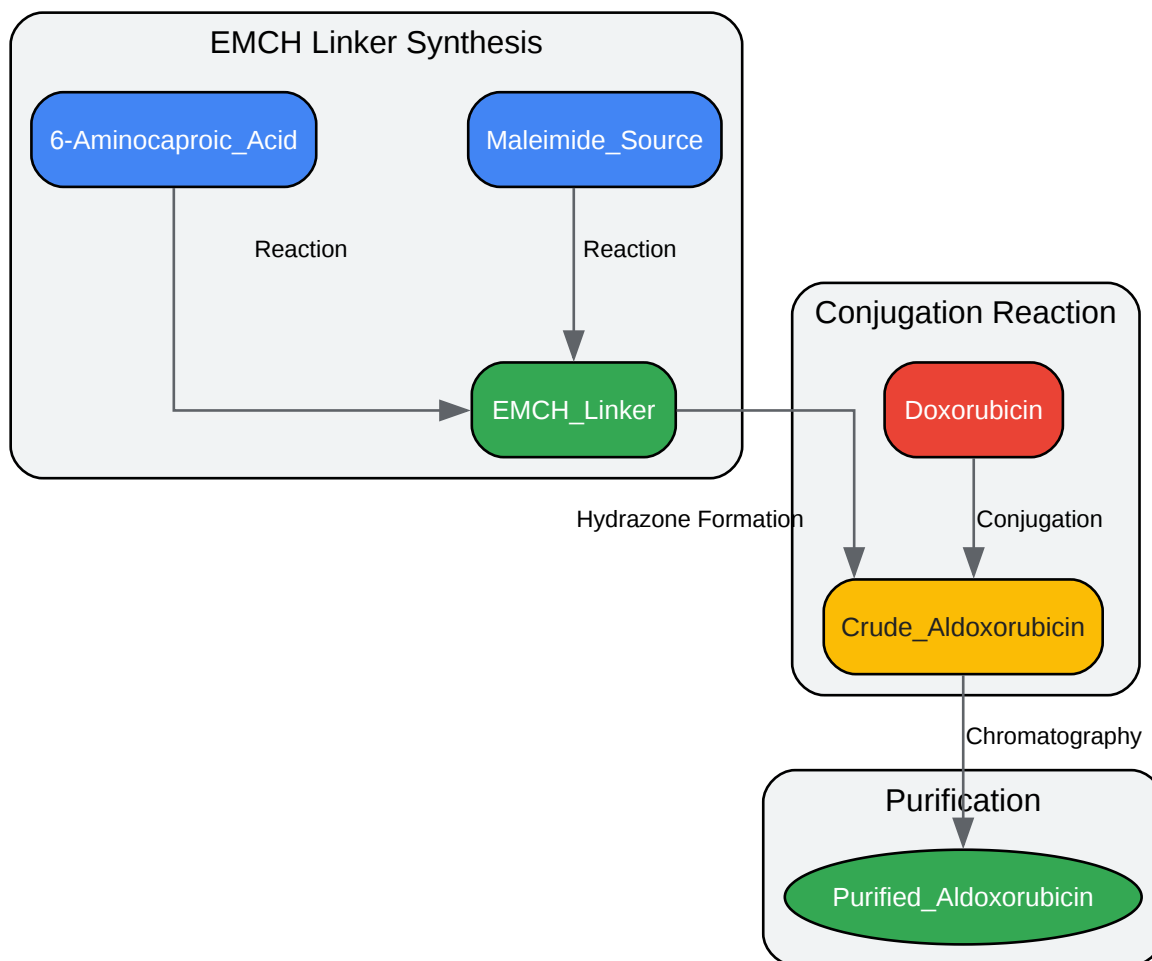 EMCH Linker Synthesis
6-Aminocaproic_Acid
Maleimide_Source
Reaction
Reaction
EMCH_Linker
Conjugation Reaction
Doxorubicin
Hydrazone Formation
Conjugation
Crude_Aldoxorubicin
Chromatography
Purification
Purified_Aldoxorubicin